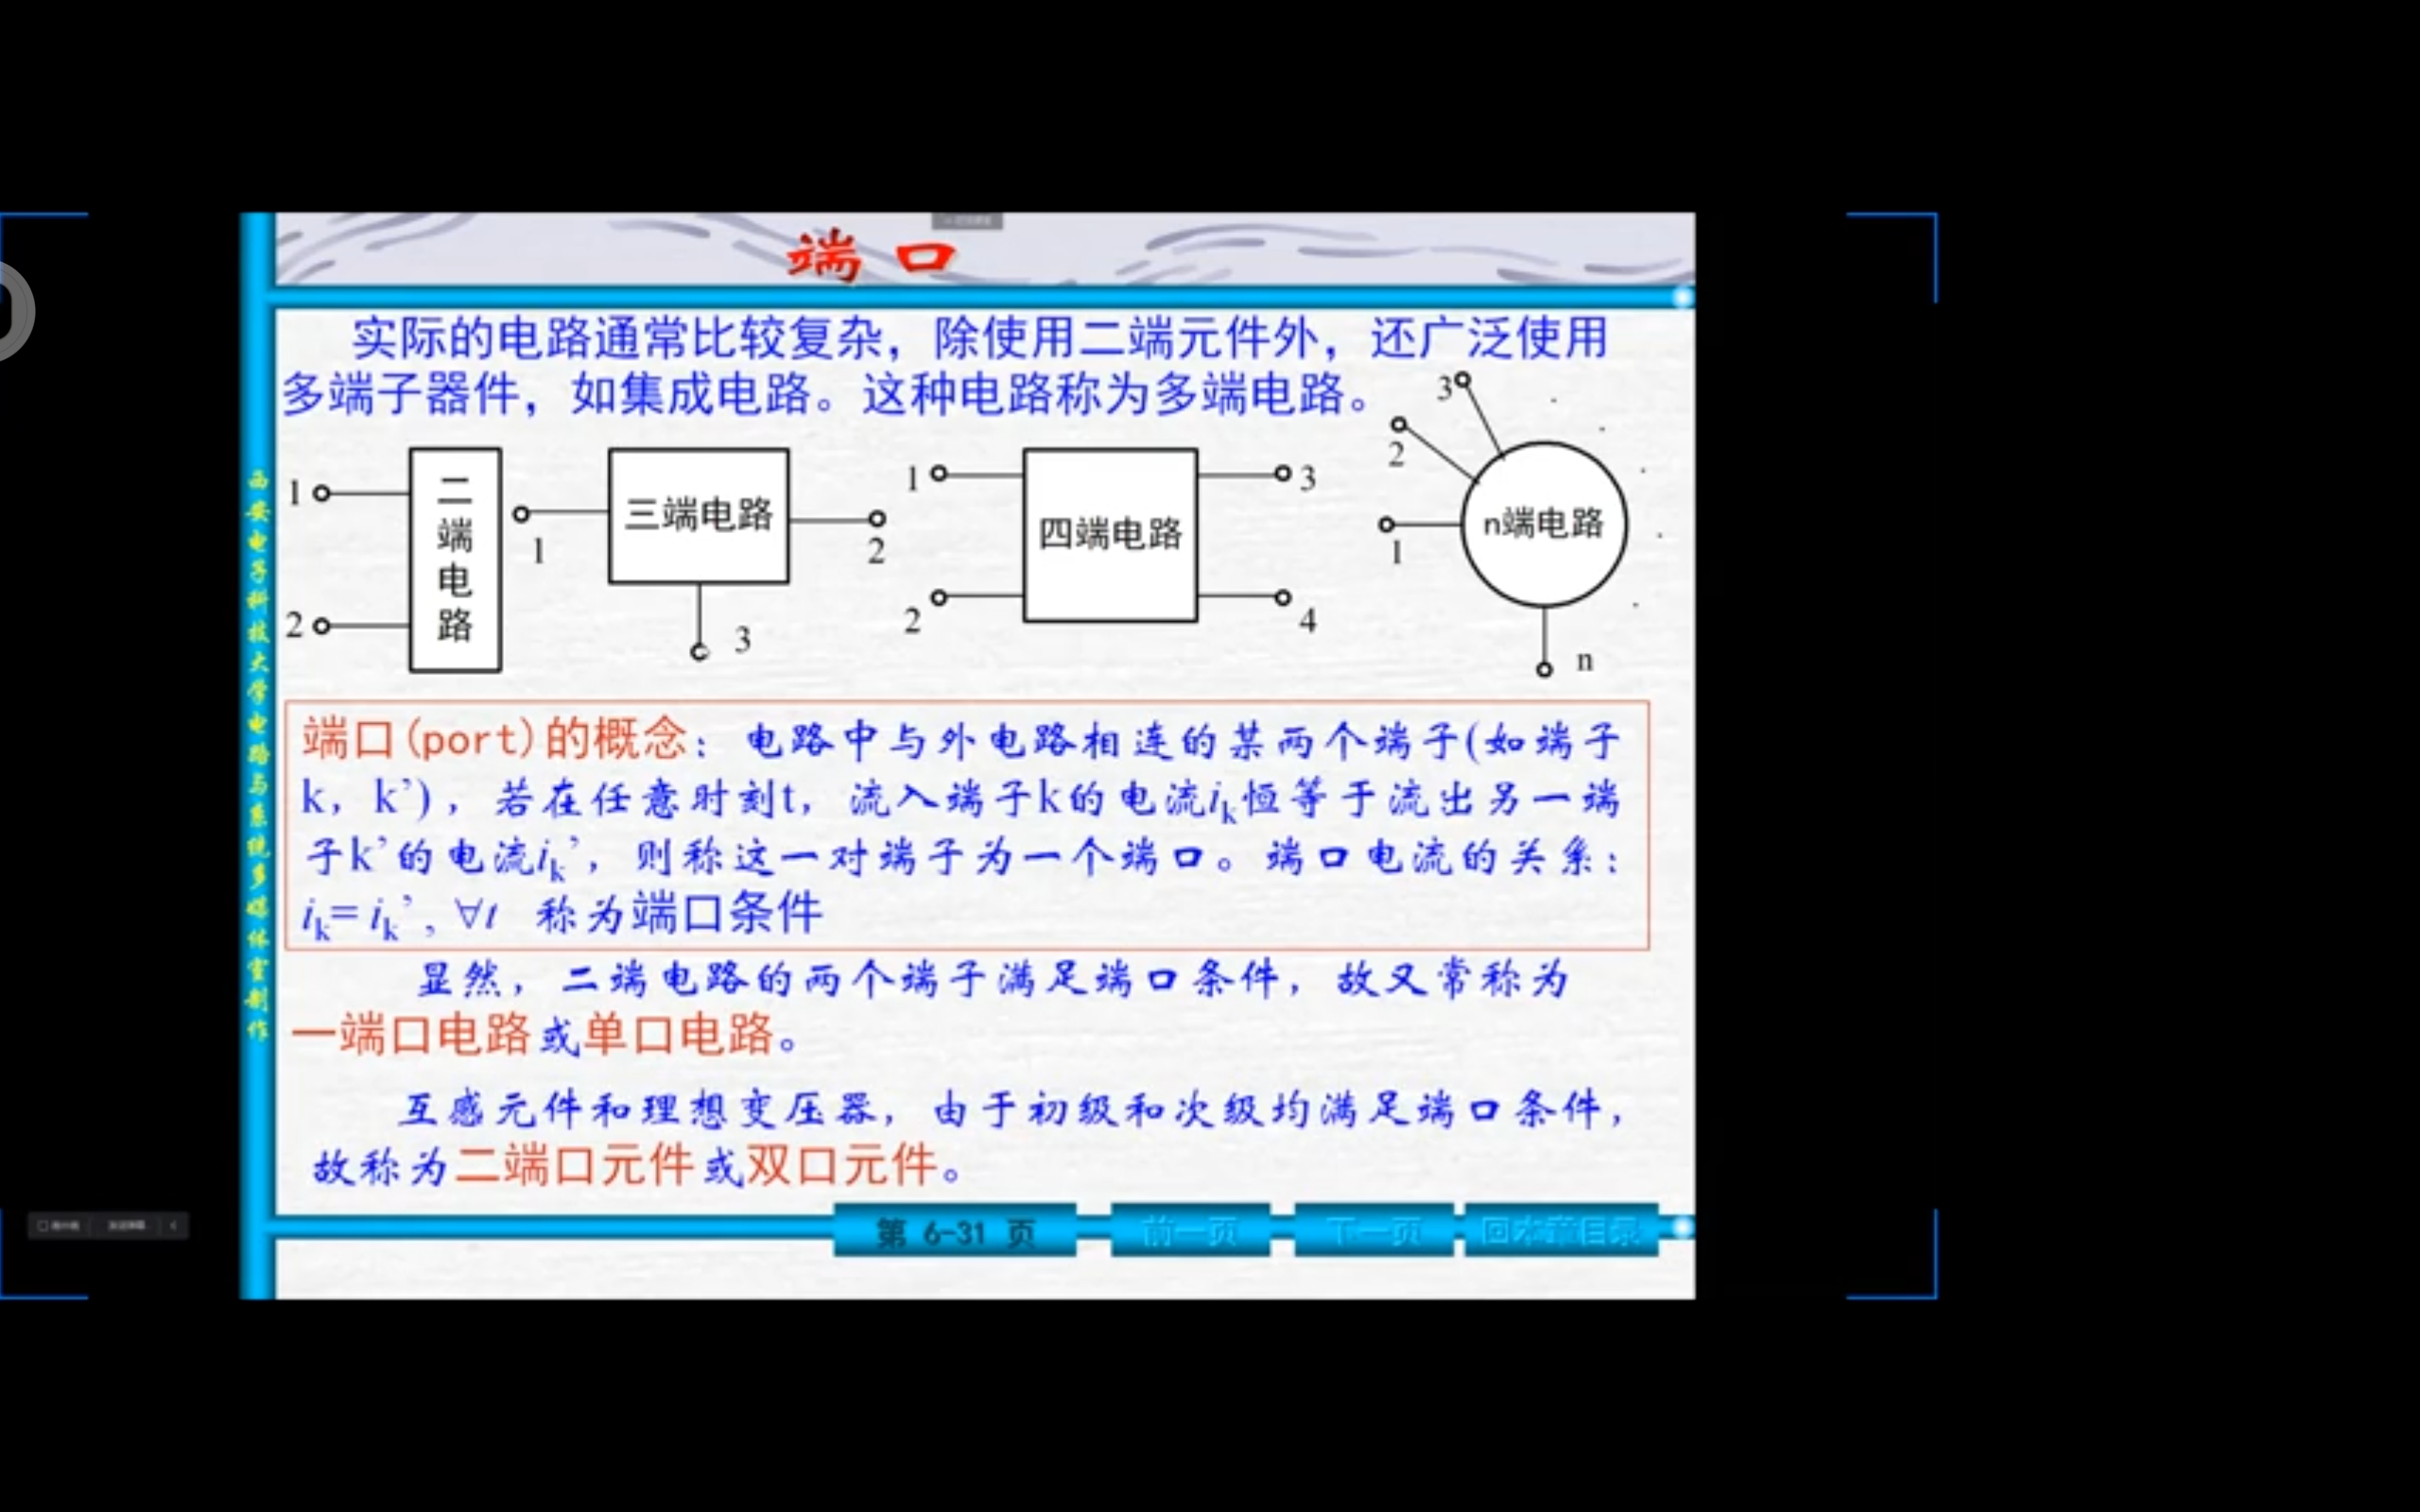 端 口
实际的电路通常比较复杂，除使用二端元件外，还广泛使用
多端子器件，如集成电路。这种电路称为多端电路。
1
2
二端电路
1
三端电路
2
3
1
2
四端电路
3
4
3
2
1
n端电路
n
端口(port)的概念：电路中与外电路相连的某两个端子(如端子
k，k’)，若在任意时刻t，流入端子k的电流iₖ恒等于流出另一端
子k’的电流iₖ’，则称这一对端子为一个端口。端口电流的关系：
iₖ= iₖ’, ∀t 称为端口条件
显然，二端电路的两个端子满足端口条件，故又常称为
一端口电路或单口电路。
互感元件和理想变压器，由于初级和次级均满足端口条件，
故称为二端口元件或双口元件。
西安电子科技大学电路与系统多媒体室制作
第 6-31 页
前一页
下一页
回本章目录